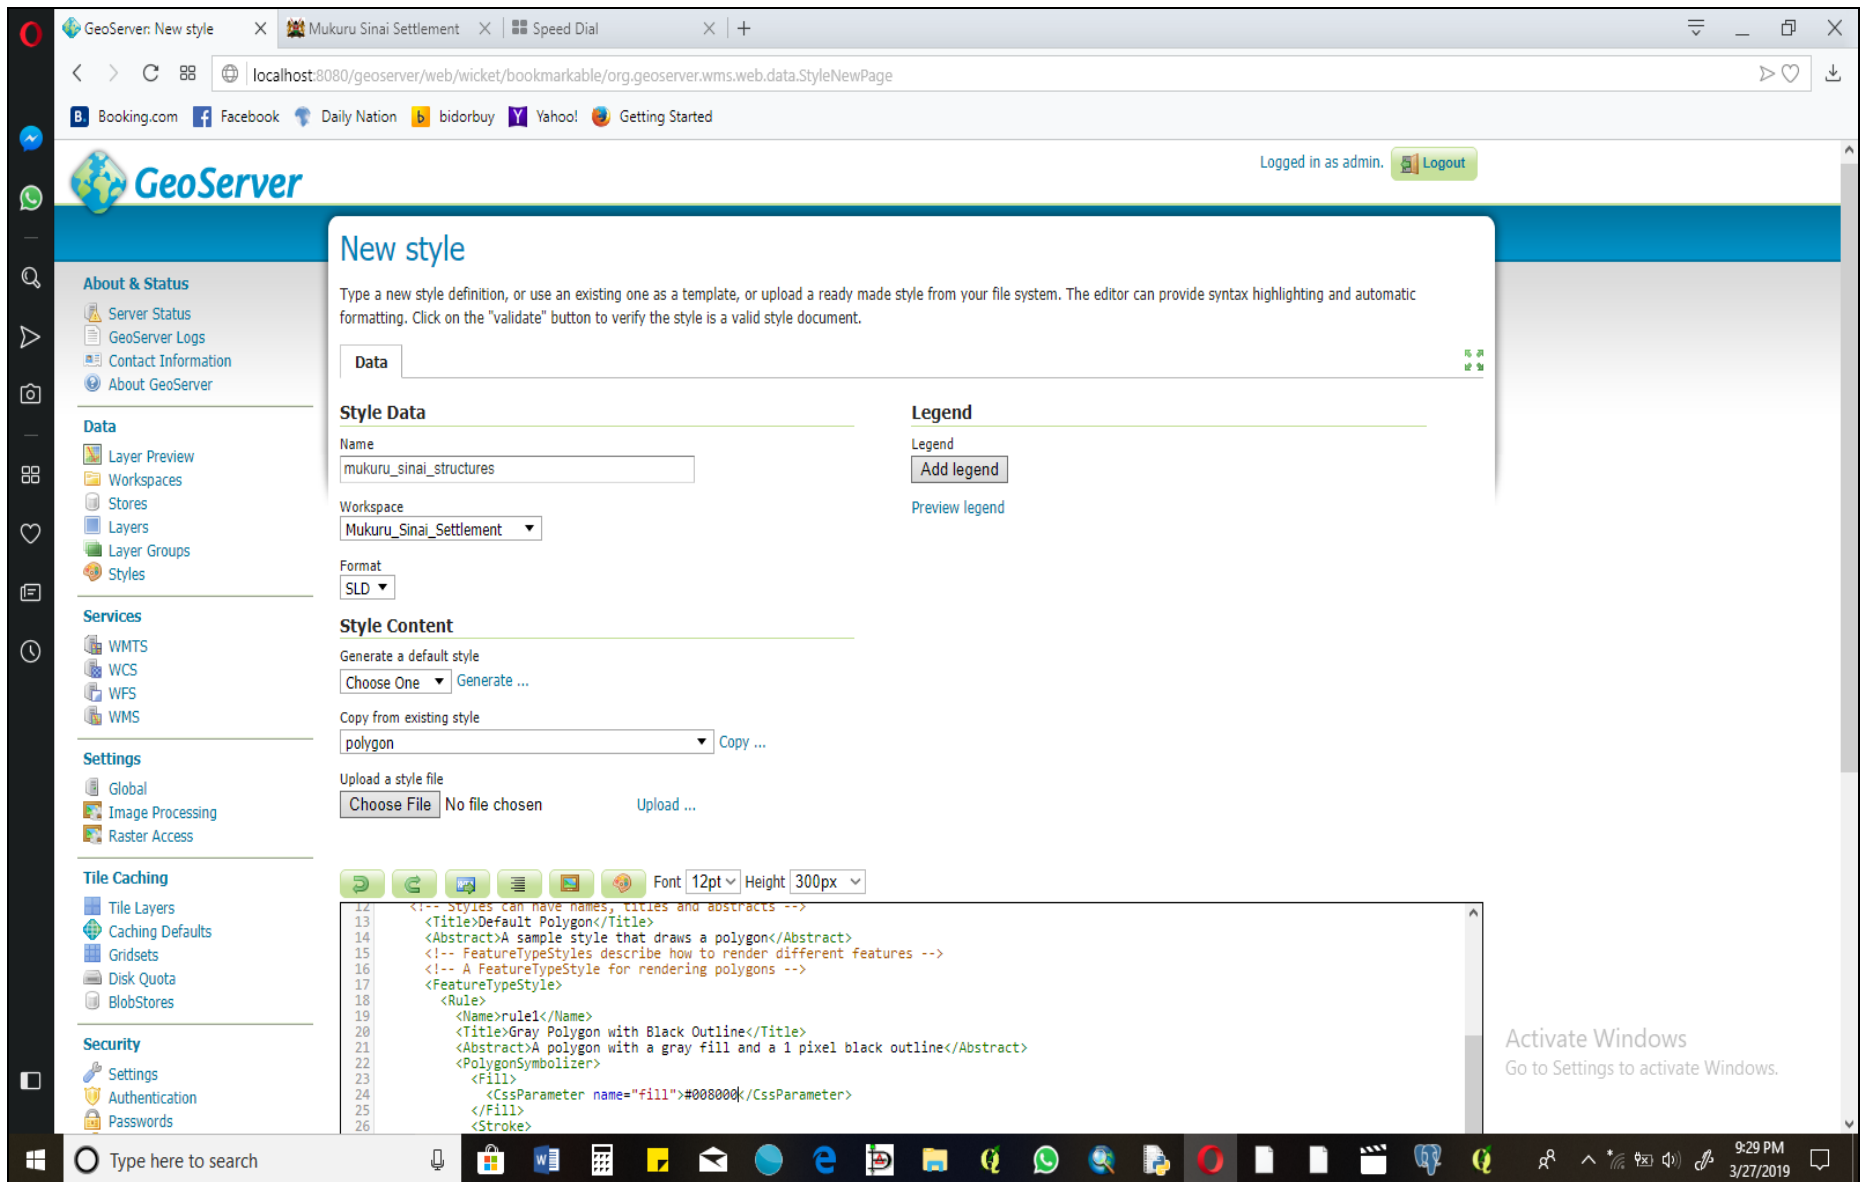 GeoServer: New style
Mukuru Sinai Settlement
Speed Dial
localhost:8080/geoserver/web/wicket/bookmarkable/org.geoserver.wms.web.data.StyleNewPage
B. Booking.com
f Facebook
Daily Nation
b bidorbuy
Y Yahoo!
Getting Started
GeoServer
Logged in as admin.
Logout
About & Status
Server Status
GeoServer Logs
Contact Information
About GeoServer
Data
Layer Preview
Workspaces
Stores
Layers
Layer Groups
Styles
Services
WMTS
WCS
WFS
WMS
Settings
Global
Image Processing
Raster Access
Tile Caching
Tile Layers
Caching Defaults
Gridsets
Disk Quota
BlobStores
Security
Settings
Authentication
Passwords
New style
Type a new style definition, or use an existing one as a template, or upload a ready made style from your file system. The editor can provide syntax highlighting and automatic
formatting. Click on the "validate" button to verify the style is a valid style document.
Data
Style Data
Name
mukuru_sinai_structures
Workspace
Mukuru_Sinai_Settlement
Format
SLD
Legend
Legend
Add legend
Preview legend
Style Content
Generate a default style
Choose One
Generate ...
Copy from existing style
polygon
Copy ...
Upload a style file
Choose File No file chosen
Upload ...
Font 12pt Height 300px
12 <!-- Styles can have names, titles and abstracts -->
13 <Title>Default Polygon</Title>
14 <Abstract>A sample style that draws a polygon</Abstract>
15 <!-- FeatureTypeStyles describe how to render different features -->
16 <!-- A FeatureTypeStyle for rendering polygons -->
17 <FeatureTypeStyle>
18 <Rule>
19 <Name>rule1</Name>
20 <Title>Gray Polygon with Black Outline</Title>
21 <Abstract>A polygon with a gray fill and a 1 pixel black outline</Abstract>
22 <PolygonSymbolizer>
23 <Fill>
24 <CssParameter name="fill">#008000</CssParameter>
25 </Fill>
26 <Stroke>
Activate Windows
Go to Settings to activate Windows.
Type here to search
9:29 PM
3/27/2019